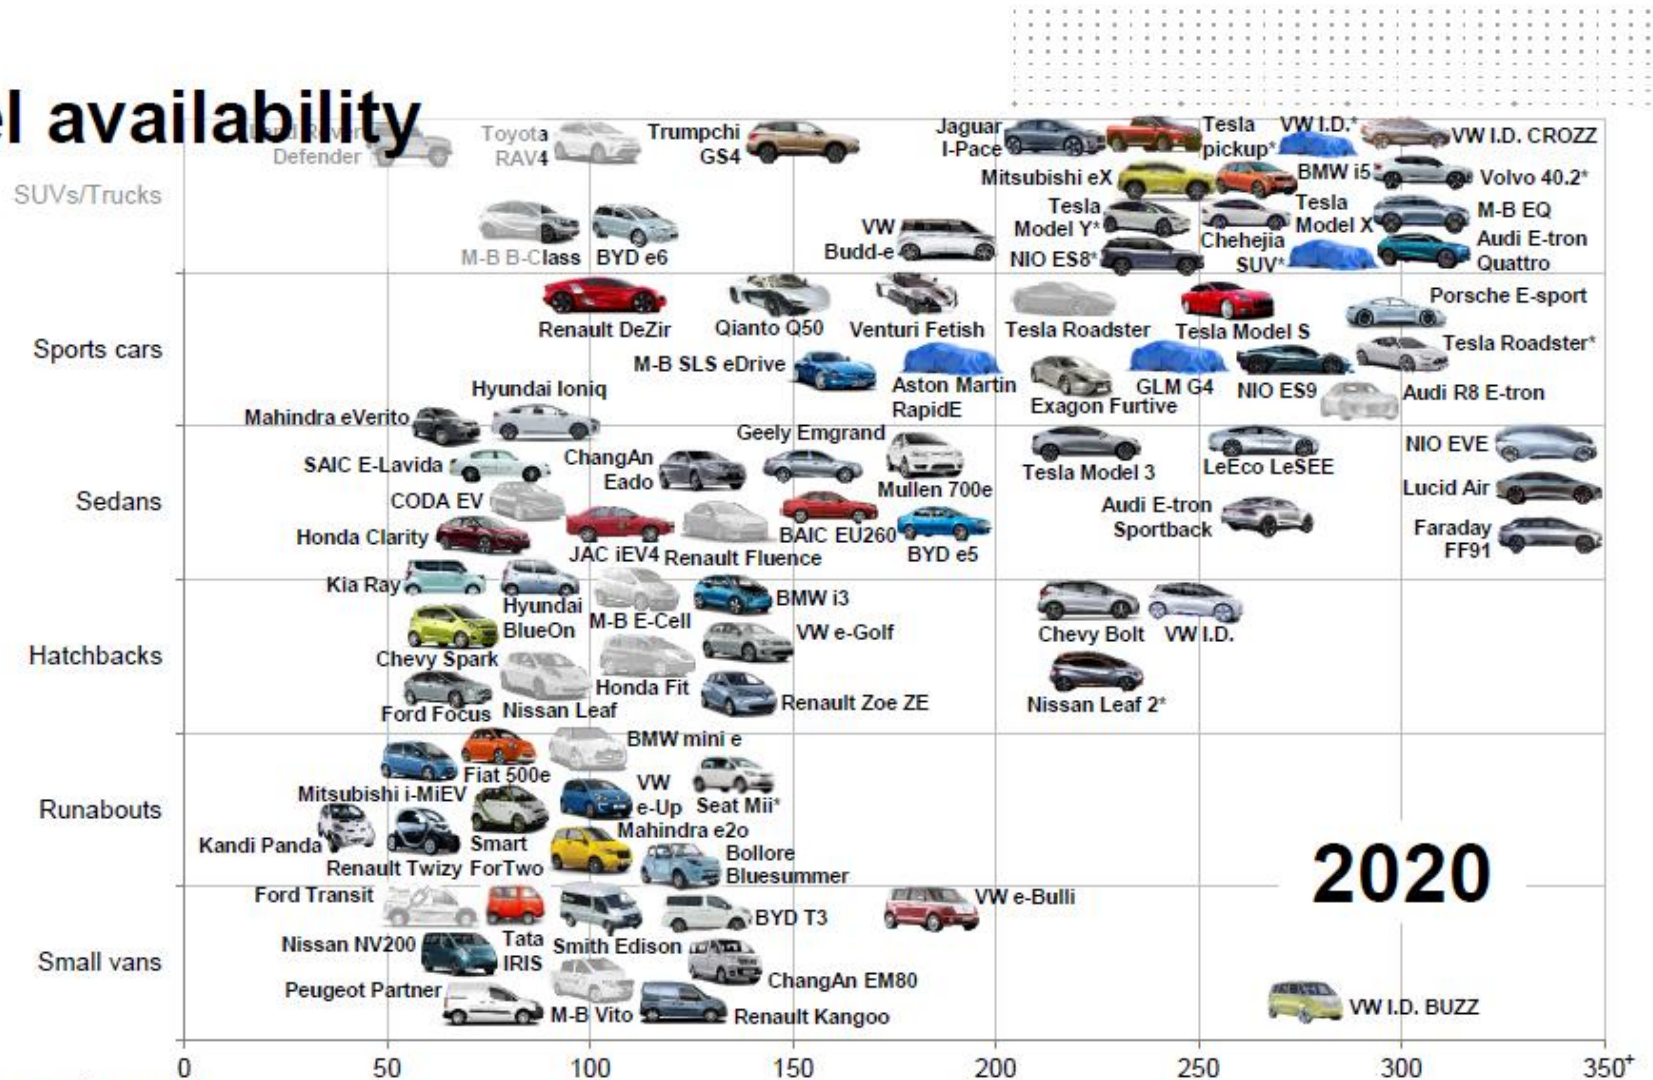 el availability
Land Rover
Defender
Toyota
RAV4
Trumpchi
GS4
Jaguar
I-Pace
Tesla
pickup*
VW I.D.*
VW I.D. CROZZ
SUVs/Trucks
Mitsubishi eX
BMW i5
Volvo 40.2*
Tesla
Model Y*
Tesla
Model X
M-B EQ
VW
Budd-e
M-B B-Class
BYD e6
NIO ES8*
Chehejia
SUV*
Audi E-tron
Quattro
Sports cars
Renault DeZir
Qianto Q50
Venturi Fetish
Tesla Roadster
Tesla Model S
Porsche E-sport
M-B SLS eDrive
Aston Martin
RapidE
Exagon Furtive
GLM G4
NIO ES9
Tesla Roadster*
Audi R8 E-tron
Hyundai Ioniq
Mahindra eVerito
Sedans
SAIC E-Lavida
ChangAn
Eado
Geely Emgrand
Mullen 700e
Tesla Model 3
LeEco LeSEE
NIO EVE
CODA EV
Lucid Air
Honda Clarity
JAC iEV4
Renault Fluence
BAIC EU260
BYD e5
Audi E-tron
Sportback
Faraday
FF91
Hatchbacks
Kia Ray
Hyundai
BlueOn
M-B E-Cell
BMW i3
VW e-Golf
Chevy Bolt
VW I.D.
Chevy Spark
Honda Fit
Renault Zoe ZE
Ford Focus
Nissan Leaf
Nissan Leaf 2*
Runabouts
BMW mini e
Fiat 500e
Mitsubishi i-MiEV
VW
e-Up
Seat Mii*
Kandi Panda
Renault Twizy
Smart
ForTwo
Mahindra e2o
Bollore
Bluesummer
2020
Small vans
Ford Transit
VW e-Bulli
BYD T3
Nissan NV200
Tata
IRIS
Smith Edison
ChangAn EM80
Peugeot Partner
M-B Vito
Renault Kangoo
VW I.D. BUZZ
0 50 100 150 200 250 300 350+